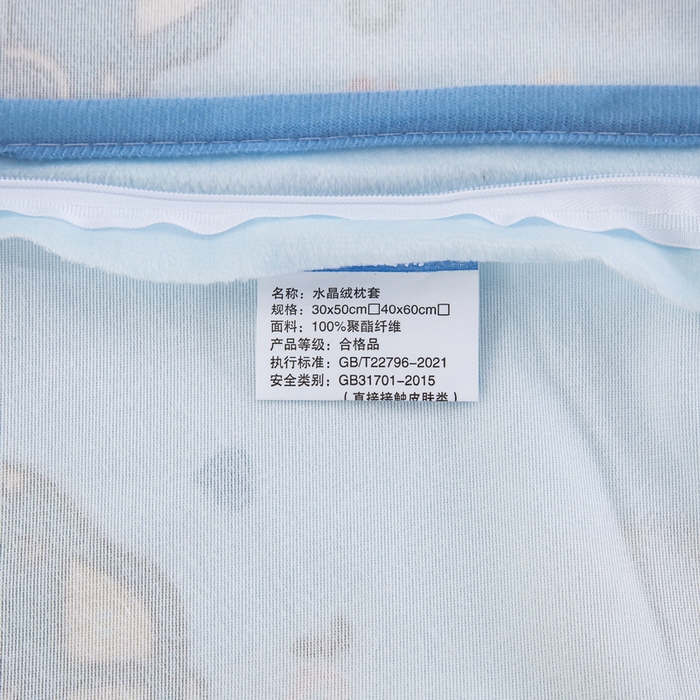 名称：水晶绒枕套
规格：30x50cm□40x60cm□
面料：100%聚酯纤维
产品等级：合格品
执行标准：GB/T22796-2021
安全类别：GB31701-2015
（直接接触皮肤类）